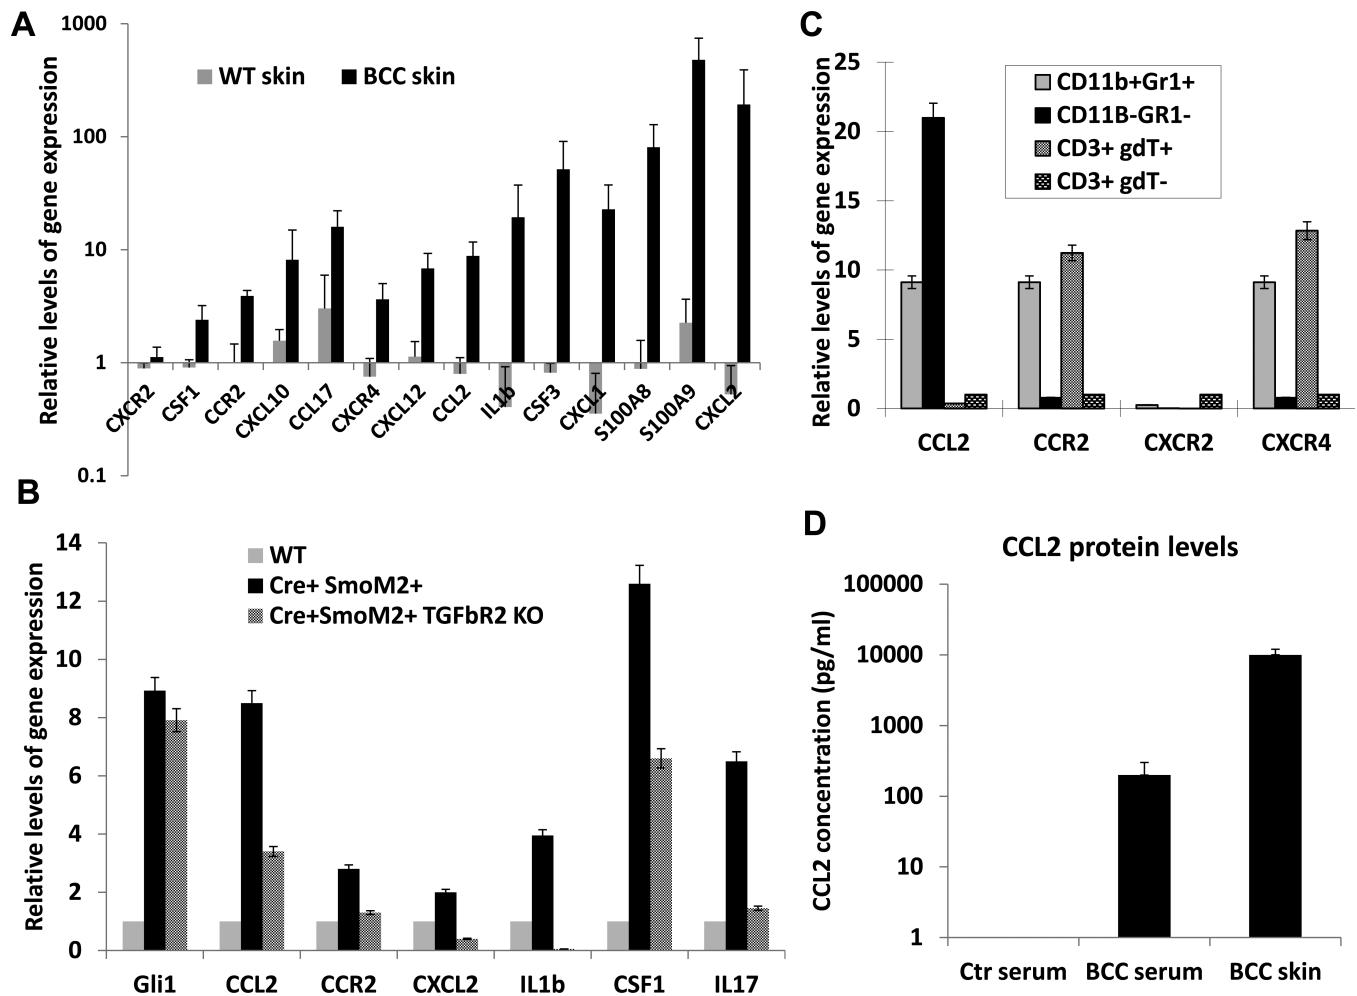 A
Relative levels of gene expression
1000
100
10
1
0.1
WT skin
BCC skin
CXCR2
CSF1
CCR2
CXCL10
CCL17
CXCR4
CXCL12
CCL2
IL1b
CSF3
CXCL1
S100A8
S100A9
CXCL2
B
Relative levels of gene expression
14
12
10
8
6
4
2
0
WT
Cre+ SmoM2+
Cre+SmoM2+ TGFbR2 KO
Gli1
CCL2
CCR2
CXCL2
IL1b
CSF1
IL17
C
Relative levels of gene expression
25
20
15
10
5
0
CD11b+Gr1+
CD11B-GR1-
CD3+ gdT+
CD3+ gdT-
CCL2
CCR2
CXCR2
CXCR4
D
CCL2 protein levels
CCL2 concentration (pg/ml)
100000
10000
1000
100
10
1
Ctr serum
BCC serum
BCC skin